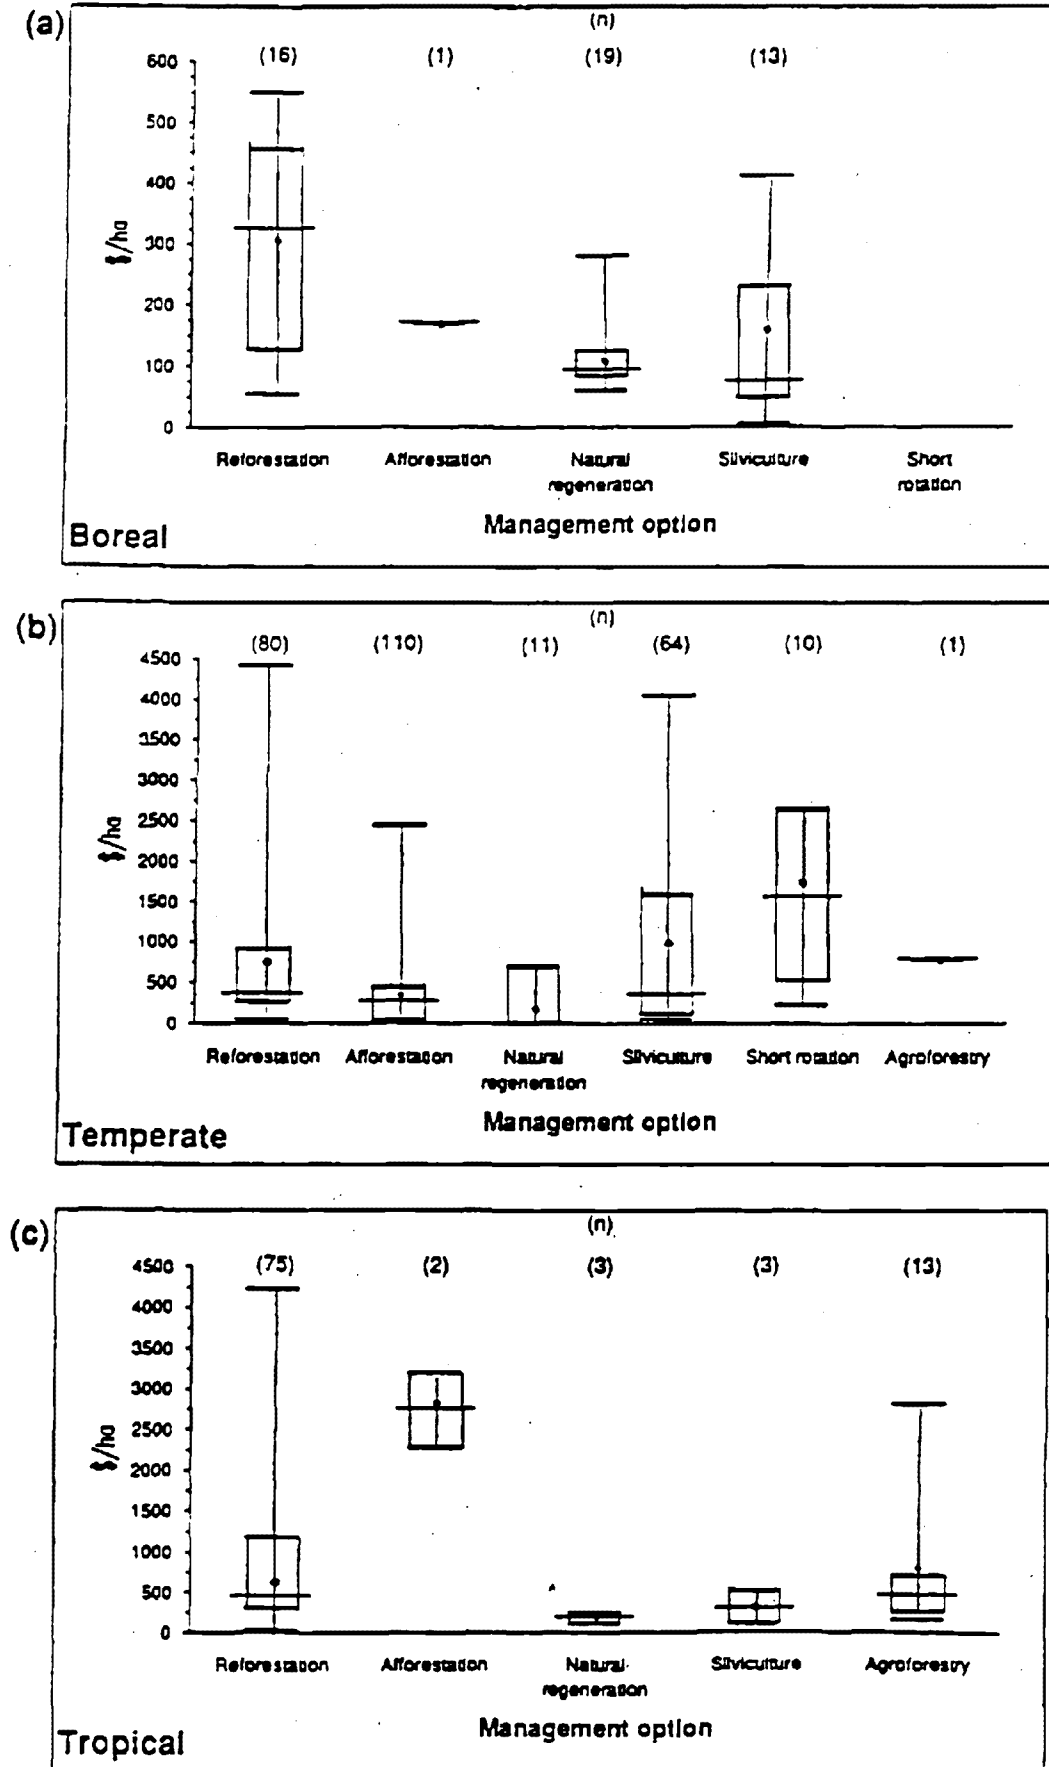 (a)
(n)
(16) (1) (19) (13)
600
500
400
300
200
100
0
$/ha
Reforestation Afforestation Natural regeneration Silviculture Short rotation
Management option
Boreal
(b)
(n)
(80) (110) (11) (64) (10) (1)
4500
4000
3500
3000
2500
2000
1500
1000
500
0
$/ha
Reforestation Afforestation Natural regeneration Silviculture Short rotation Agroforestry
Management option
Temperate
(c)
(n)
(75) (2) (3) (3) (13)
4500
4000
3500
3000
2500
2000
1500
1000
500
0
$/ha
Reforestation Afforestation Natural regeneration Silviculture Agroforestry
Management option
Tropical